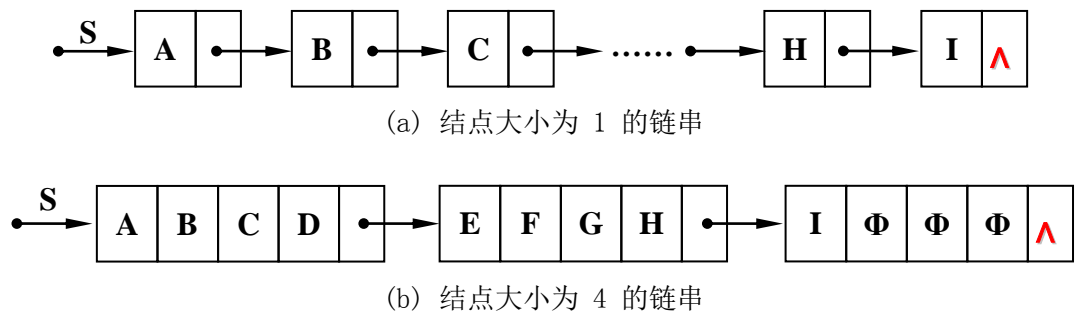 S A B C …… H I ∧
(a) 结点大小为 1 的链串
S A B C D E F G H I Φ Φ Φ ∧
(b) 结点大小为 4 的链串